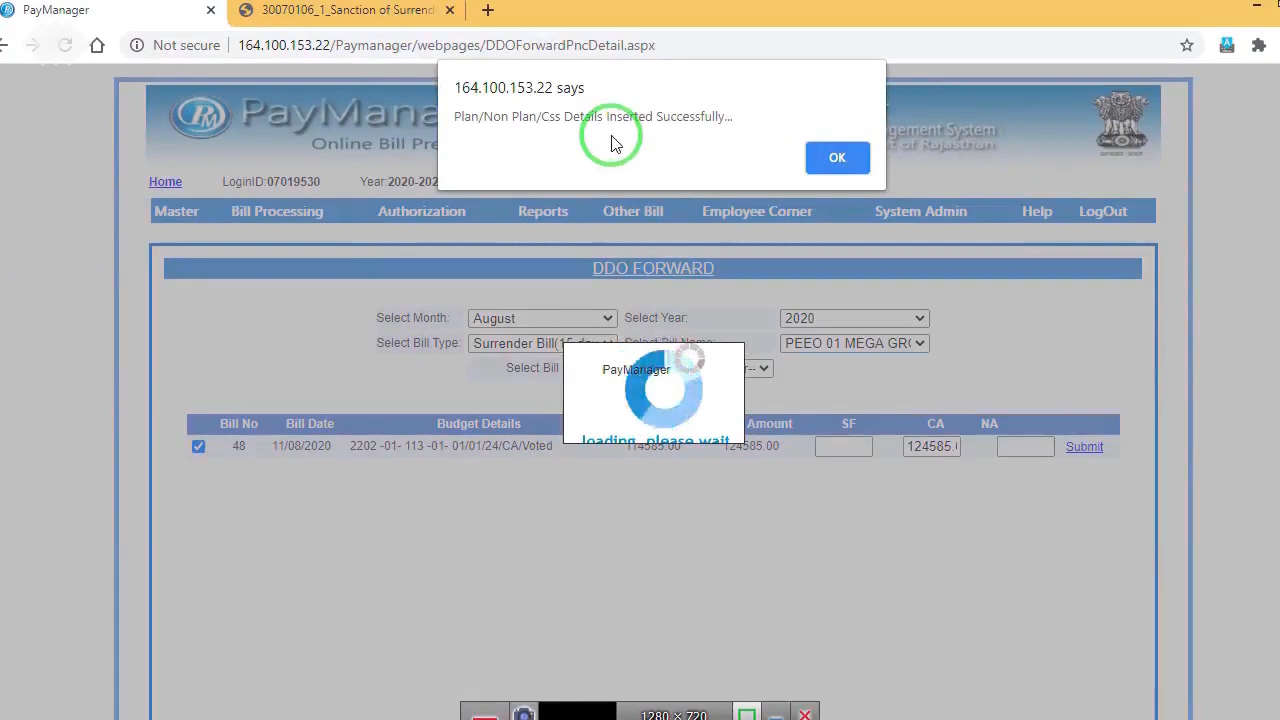 PayManager
30070106_1_Sanction of Surrend
Not secure
164.100.153.22/Paymanager/webpages/DDOForwardPncDetail.aspx
164.100.153.22 says
Plan/Non Plan/Css Details Inserted Successfully...
OK
PayManag
agement System
Online Bill Pre
of Rajasthan
Home
LoginID:07019530
Year:2020-202
Master
Bill Processing
Authorization
Reports
Other Bill
Employee Corner
System Admin
Help
LogOut
DDO FORWARD
Select Month:
August
Select Year:
2020
Select Bill Type:
Surrender Bill(15 day
Select Bill Name:
PEEO 01 MEGA GR
Select Bill
PayManager
loading, please wait
Bill No
Bill Date
Budget Details
Amount
SF
CA
NA
48
11/08/2020
2202 -01- 113 -01- 01/01/24/CA/Voted
114585.00
124585.00
124585.
Submit
1280 × 720